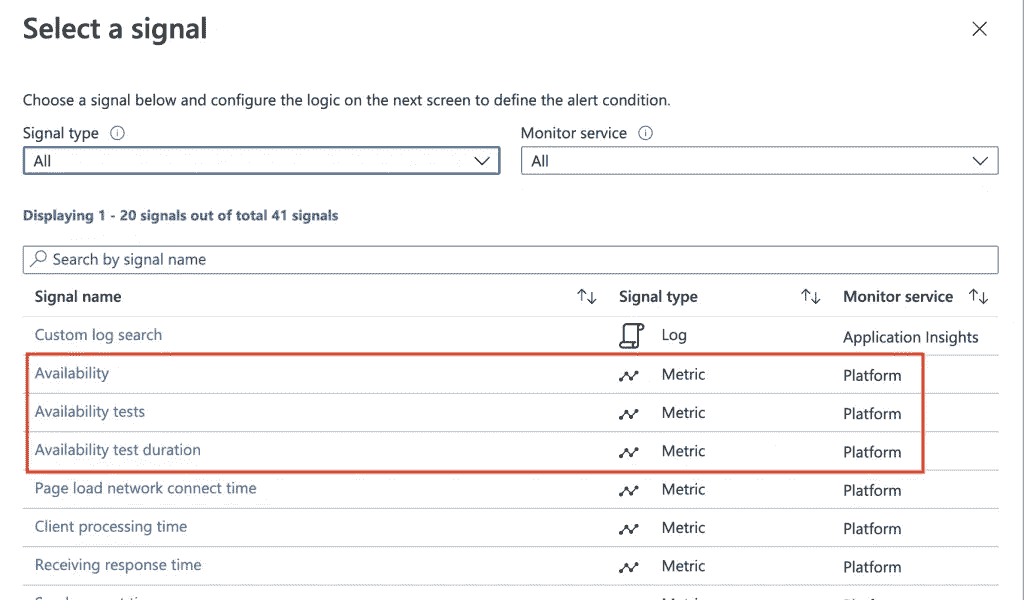 Select a signal
Choose a signal below and configure the logic on the next screen to define the alert condition.
Signal type Monitor service
All All
Displaying 1 - 20 signals out of total 41 signals
Search by signal name
Signal name Signal type Monitor service
Custom log search Log Application Insights
Availability Metric Platform
Availability tests Metric Platform
Availability test duration Metric Platform
Page load network connect time Metric Platform
Client processing time Metric Platform
Receiving response time Metric Platform